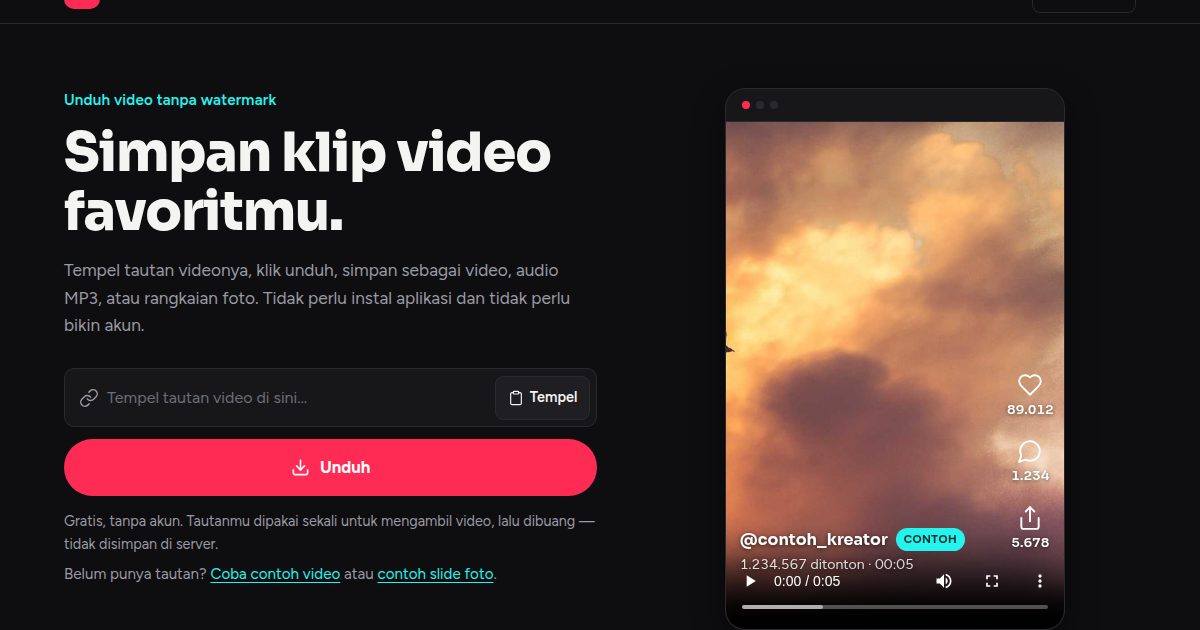 Unduh video tanpa watermark
Simpan klip video
favoritmu.
Tempel tautan videonya, klik unduh, simpan sebagai video, audio
MP3, atau rangkaian foto. Tidak perlu instal aplikasi dan tidak perlu
bikin akun.
Tempel tautan video di sini...
Tempel
Unduh
Gratis, tanpa akun. Tautanmu dipakai sekali untuk mengambil video, lalu dibuang —
tidak disimpan di server.
Belum punya tautan? Coba contoh video atau contoh slide foto.
89.012
1.234
5.678
@contoh_kreator CONTOH
1.234.567 ditonton · 00:05
0:00 / 0:05